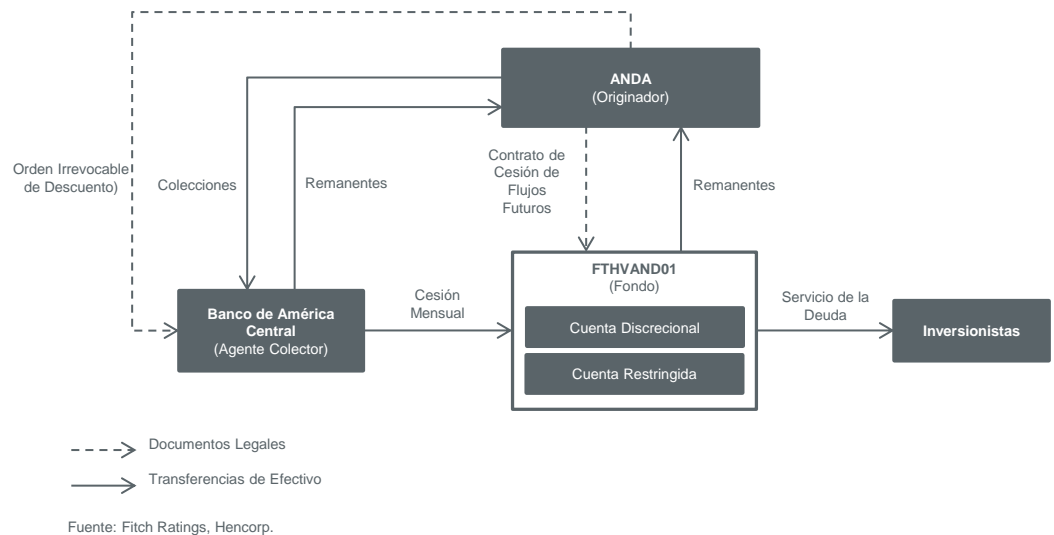 ANDA
(Originador)
Orden Irrevocable
de Descuento)
Colecciones
Remanentes
Contrato de
Cesión de
Flujos
Futuros
Remanentes
FTHVAND01
(Fondo)
Cuenta Discrecional
Cuenta Restringida
Banco de América
Central
(Agente Colector)
Cesión
Mensual
Servicio de la
Deuda
Inversionistas
Documentos Legales
Transferencias de Efectivo
Fuente: Fitch Ratings, Hencorp.